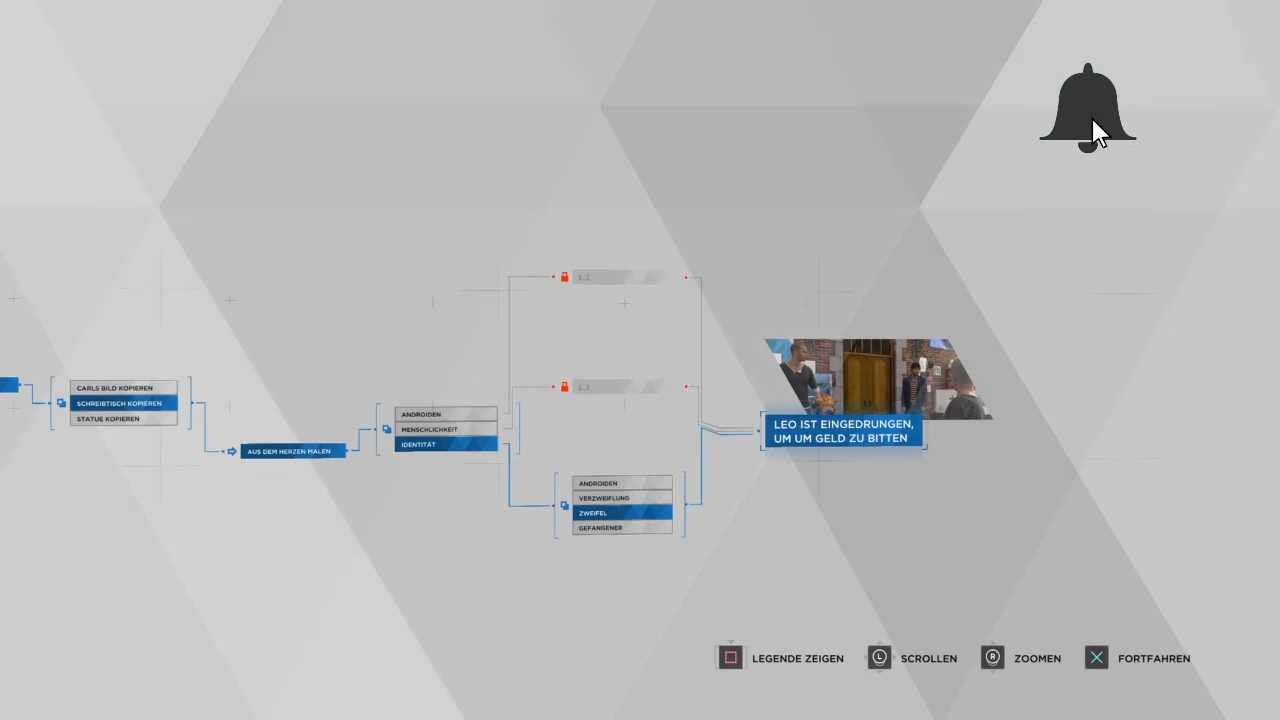 CARLS BILD KOPIEREN
SCHREIBTISCH KOPIEREN
STATUE KOPIEREN
AUS DEM HERZEN MALEN
ANDROIDEN
MENSCHLICHKEIT
IDENTITÄT
[...]
[...]
ANDROIDEN
VERZWEIFLUNG
ZWEIFEL
GEFANGENER
LEO IST EINGEDRUNGEN,
UM UM GELD ZU BITTEN
LEGENDE ZEIGEN
L SCROLLEN
R ZOOMEN
FORTFAHREN